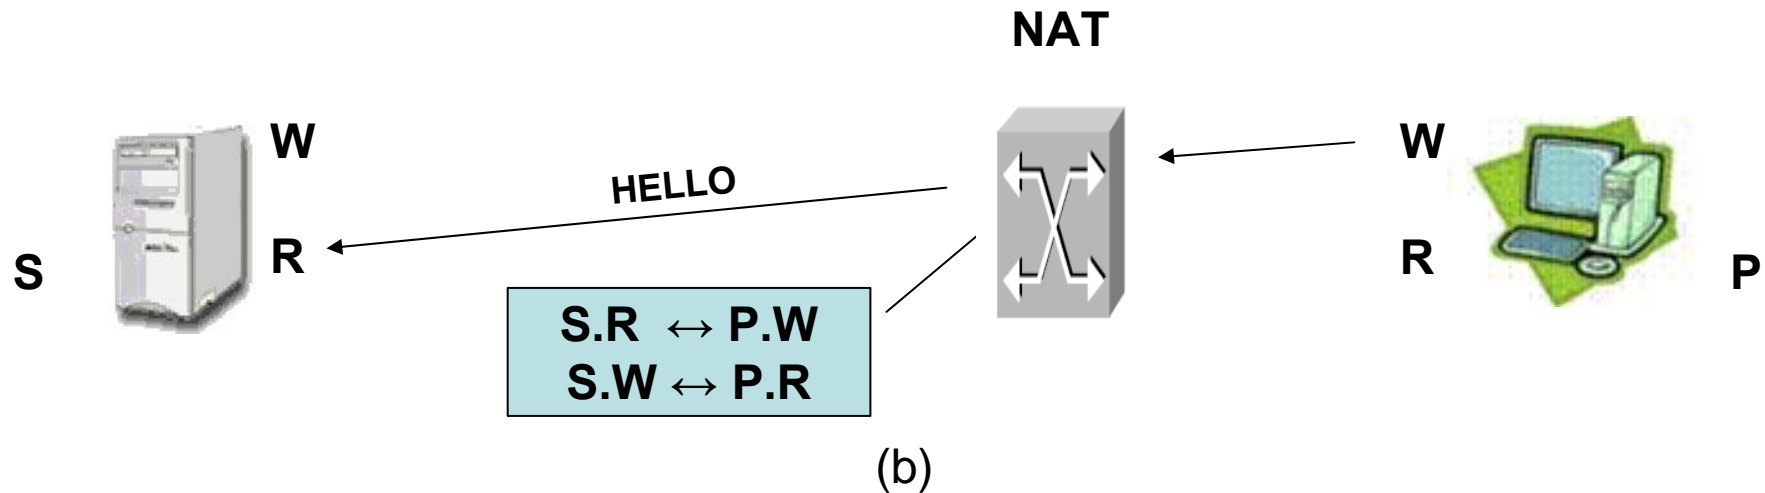 NAT
W
W
HELLO
R
R
S
P
S.R ↔ P.W
S.W ↔ P.R
(b)